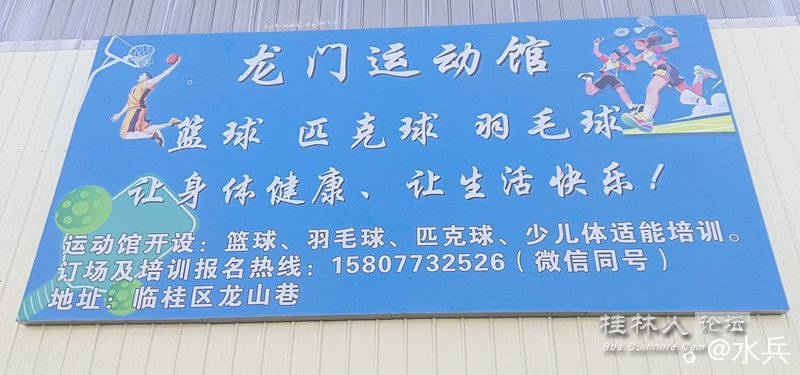 龙门运动馆
篮球 匹克球 羽毛球
让身体健康、让生活快乐！
运动馆开设：篮球、羽毛球、匹克球、少儿体适能培训。
订场及培训报名热线：15807732526（微信同号）
地址：临桂区龙山巷
桂林人论坛
Bbs.Guilinlife.Com
@水兵